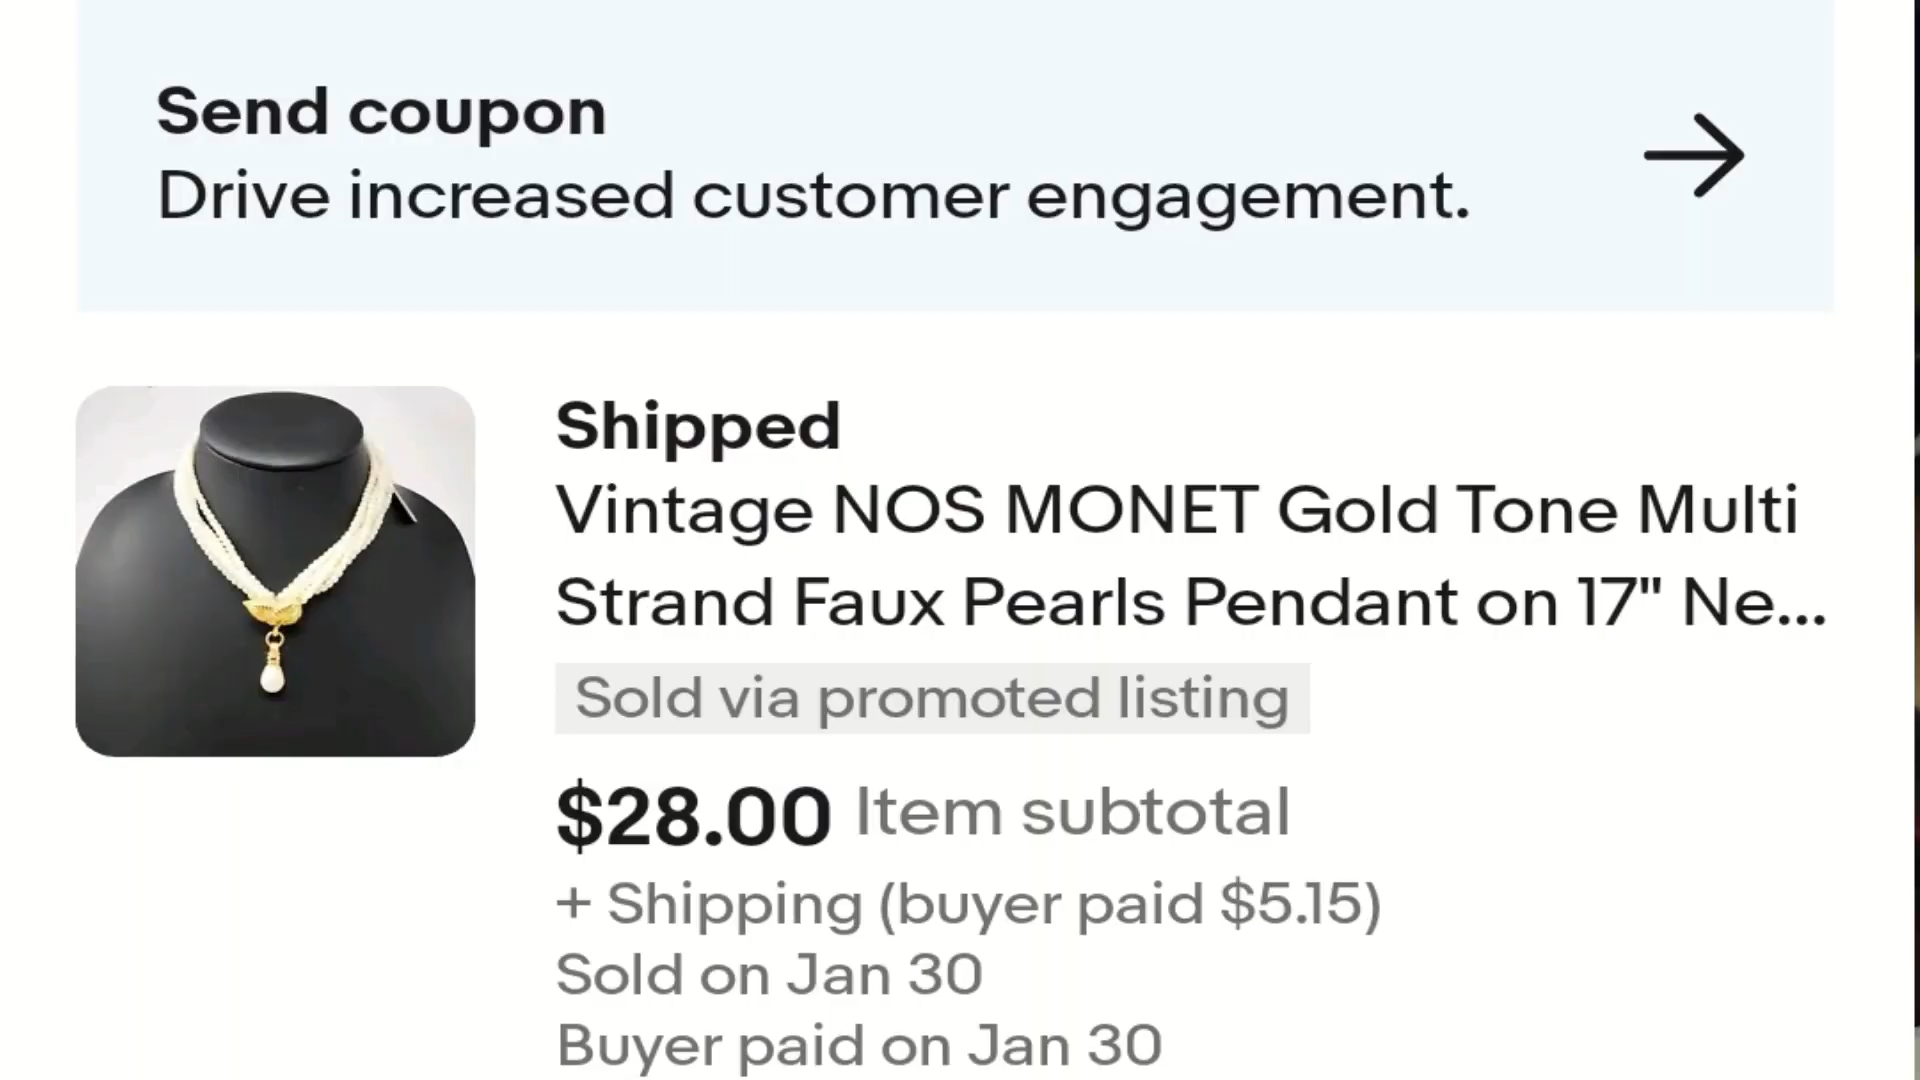 Send coupon
Drive increased customer engagement.
Shipped
Vintage NOS MONET Gold Tone Multi
Strand Faux Pearls Pendant on 17" Ne...
Sold via promoted listing
$28.00 Item subtotal
+ Shipping (buyer paid $5.15)
Sold on Jan 30
Buyer paid on Jan 30